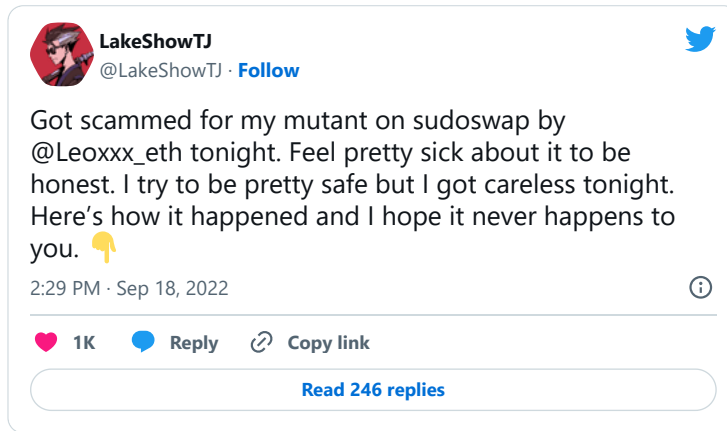 LakeShowTJ
@LakeShowTJ · Follow
Got scammed for my mutant on sudoswap by
@Leoxxx_eth tonight. Feel pretty sick about it to be
honest. I try to be pretty safe but I got careless tonight.
Here’s how it happened and I hope it never happens to
you. 👇
2:29 PM · Sep 18, 2022
1K Reply Copy link
Read 246 replies